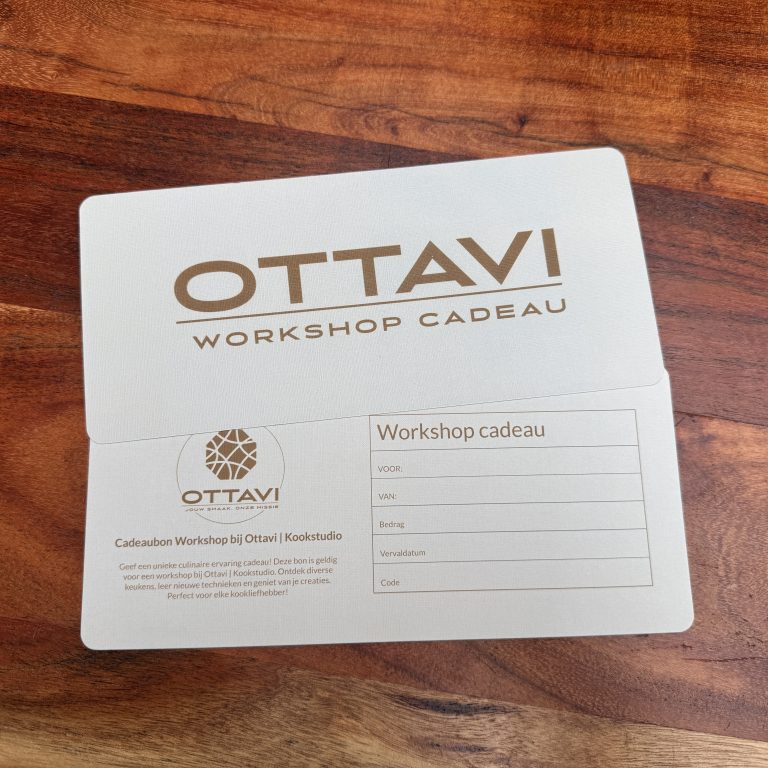 OTTAVI
WORKSHOP CADEAU
OTTAVI
JOUW SMAAK, ONZE MISSIE
Cadeaubon Workshop bij Ottavi | Kookstudio
Geef een unieke culinaire ervaring cadeau! Deze bon is geldig
voor een workshop bij Ottavi | Kookstudio. Ontdek diverse
keukens, leer nieuwe technieken en geniet van je creaties.
Perfect voor elke kookliefhebber!
Workshop cadeau
VOOR:
VAN:
Bedrag
Vervaldatum
Code